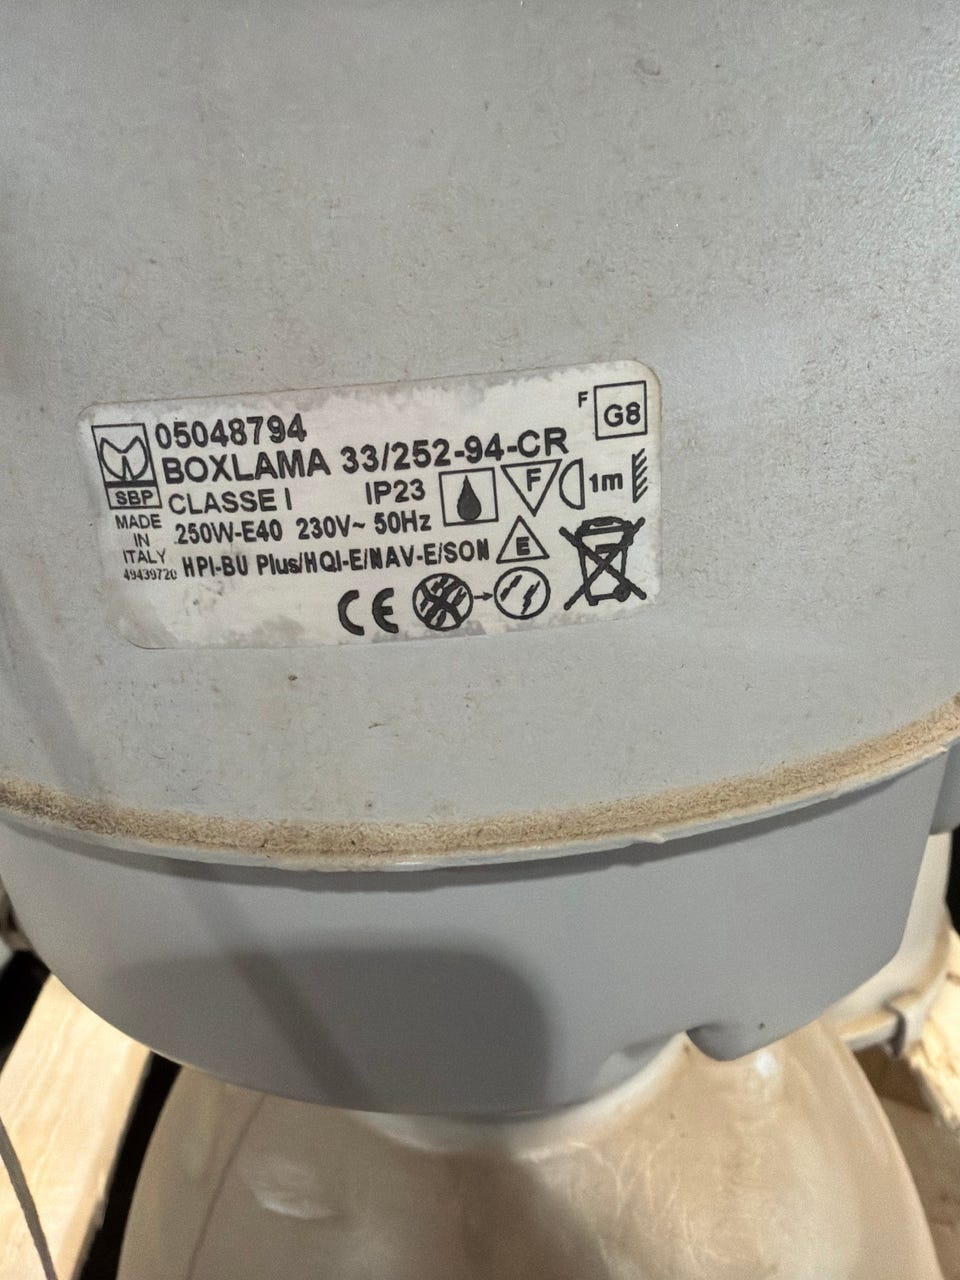 05048794
BOXLAMA 33/252-94-CR
F G8
SBP
CLASSE I IP23
F 1m
MADE IN ITALY
250W-E40 230V~ 50Hz
HPI-BU Plus/HQI-E/NAV-E/SON E
49439720
CE